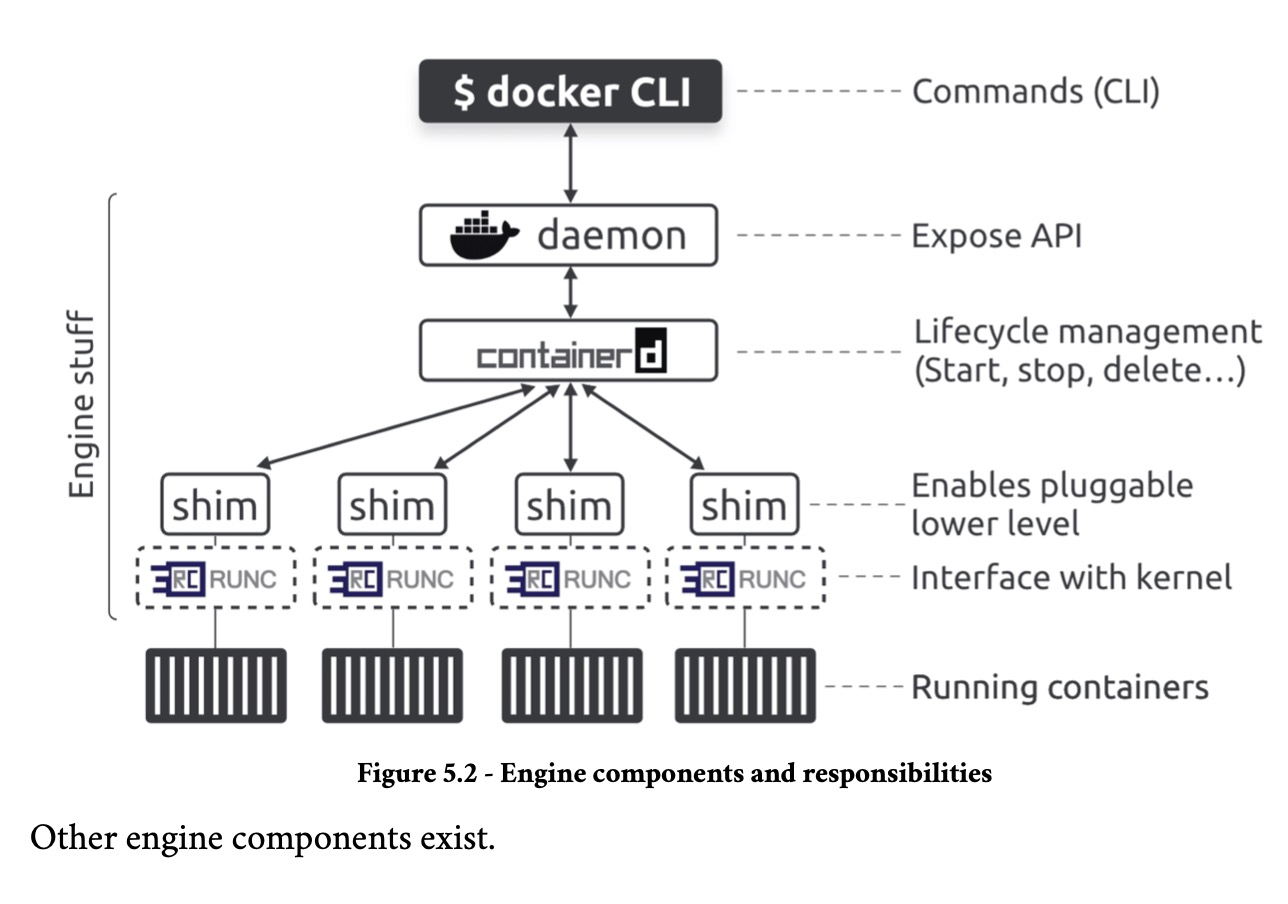 $ docker CLI
Commands (CLI)
daemon
Expose API
containerd
Lifecycle management
(Start, stop, delete…)
Engine stuff
shim
shim
shim
shim
Enables pluggable
lower level
RC RUNC
RC RUNC
RC RUNC
RC RUNC
Interface with kernel
Running containers
Figure 5.2 - Engine components and responsibilities
Other engine components exist.